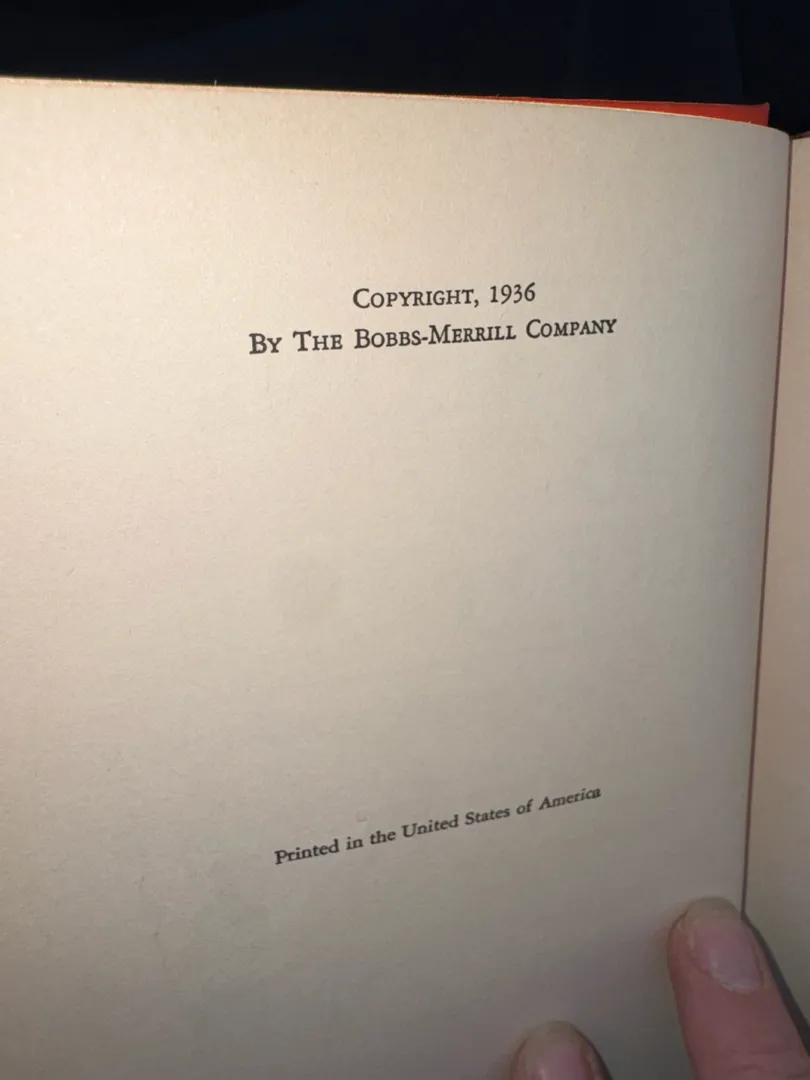 Copyright, 1936
By The Bobbs-Merrill Company
Printed in the United States of America